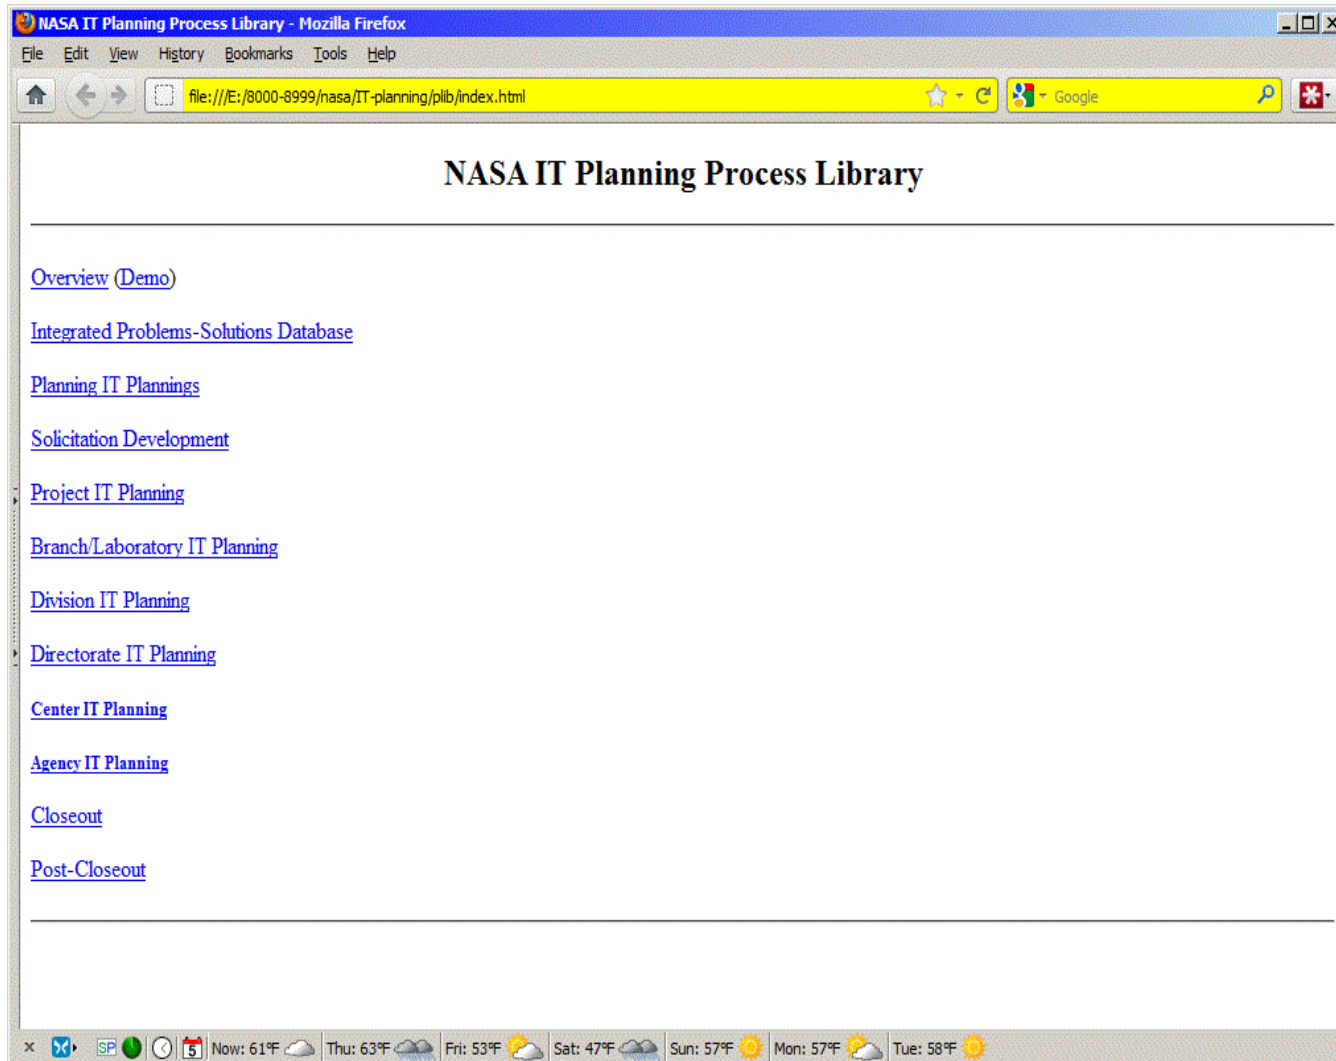 NASA IT Planning Process Library - Mozilla Firefox
File Edit View History Bookmarks Tools Help
file:///E:/8000-8999/nasa/IT-planning/plib/index.html Google
NASA IT Planning Process Library
Overview (Demo)
Integrated Problems-Solutions Database
Planning IT Plannings
Solicitation Development
Project IT Planning
Branch/Laboratory IT Planning
Division IT Planning
Directorate IT Planning
Center IT Planning
Agency IT Planning
Closeout
Post-Closeout
SP 5 Now: 61°F Thu: 63°F Fri: 53°F Sat: 47°F Sun: 57°F Mon: 57°F Tue: 58°F